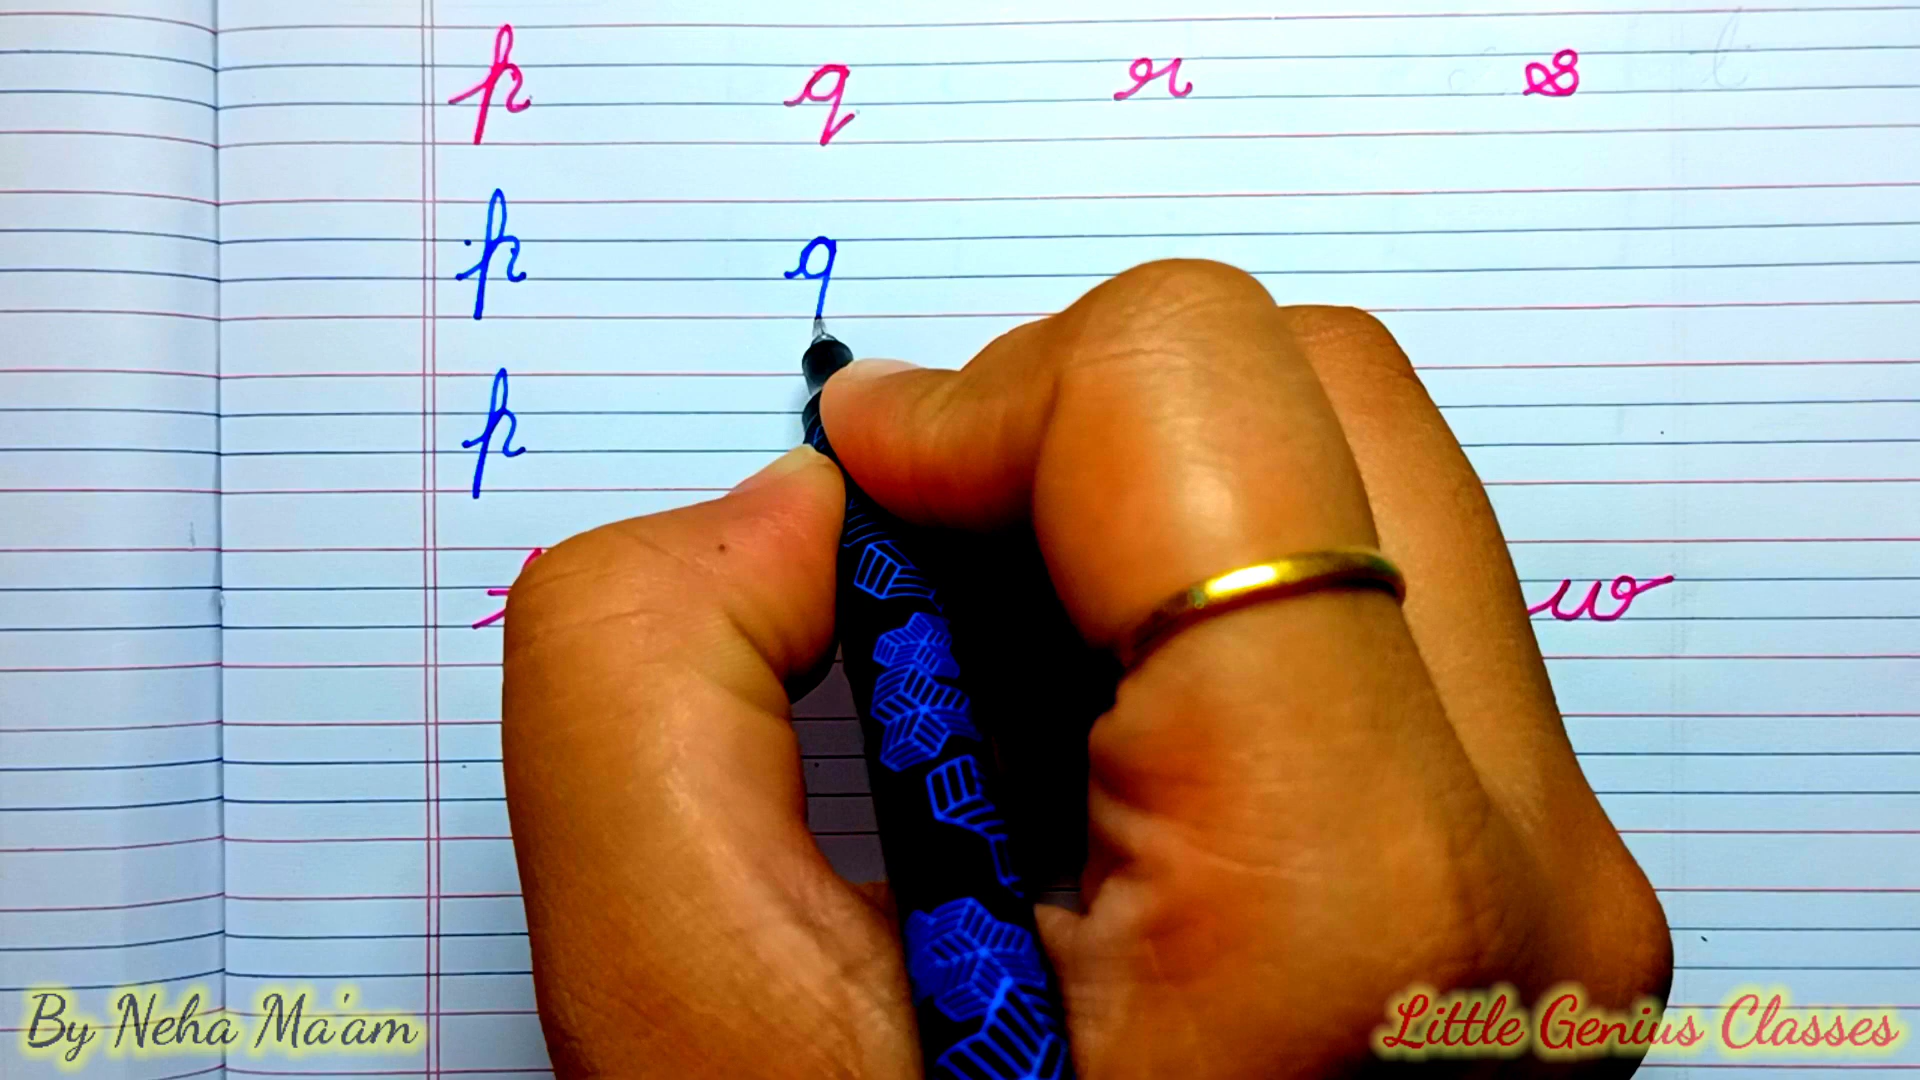 p q r s
p q
p
w
By Neha Ma'am
Little Genius Classes